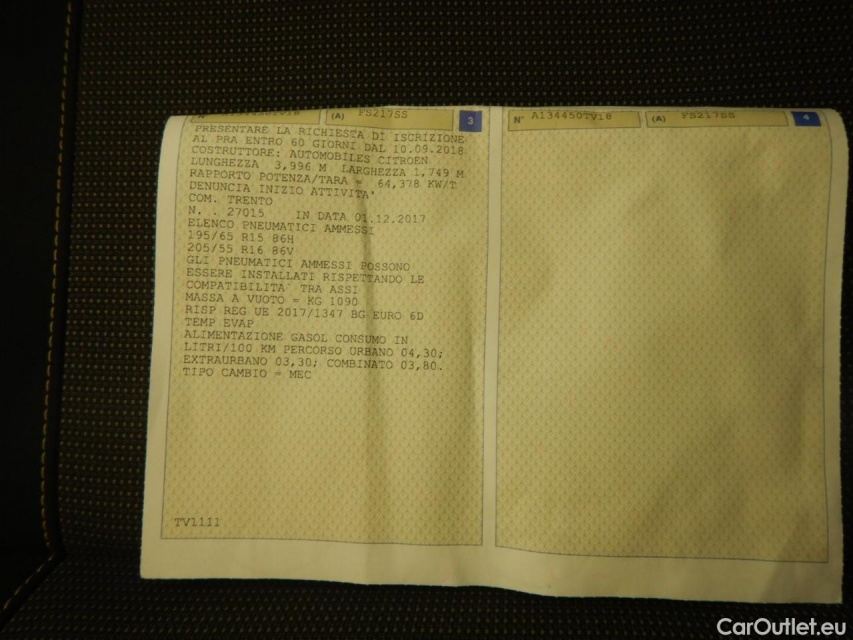 (A) FS217SS
3
PRESENTARE LA RICHIESTA DI ISCRIZIONE
AL PRA ENTRO 60 GIORNI DAL 10.09.2018
COSTRUTTORE: AUTOMOBILES CITROEN
LUNGHEZZA 3,996 M LARGHEZZA 1,749 M
RAPPORTO POTENZA/TARA = 64,378 KW/T
DENUNCIA INIZIO ATTIVITA'
COM. TRENTO
N. . 27015 IN DATA 01.12.2017
ELENCO PNEUMATICI AMMESSI
195/65 R15 86H
205/55 R16 86V
GLI PNEUMATICI AMMESSI POSSONO
ESSERE INSTALLATI RISPETTANDO LE
COMPATIBILITA` TRA ASSI
MASSA A VUOTO = KG 1090
RISP REG UE 2017/1347 BG EURO 6D
TEMP EVAP
ALIMENTAZIONE GASOL CONSUMO IN
LITRI/100 KM PERCORSO URBANO 04,30;
EXTRAURBANO 03,30; COMBINATO 03,80.
TIPO CAMBIO = MEC
TV1111
N° A134450TV18 (A) FS217SS
4
CarOutlet.eu